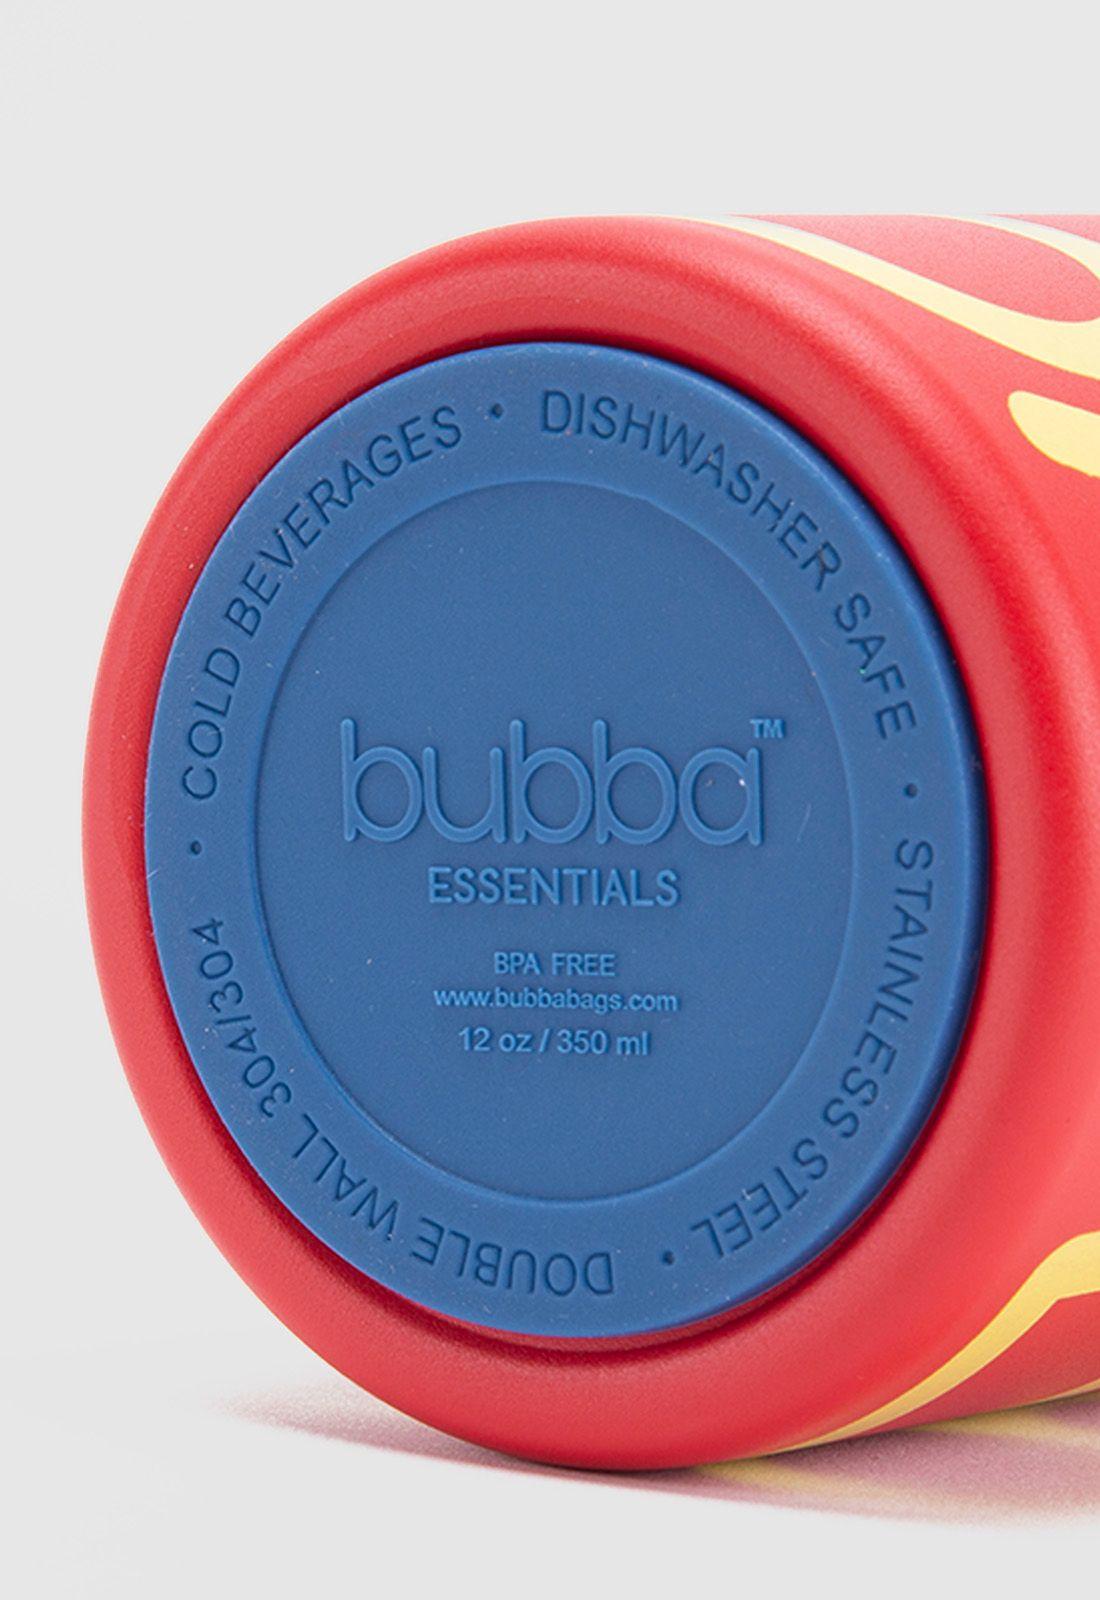 DISHWASHER SAFE • STAINLESS STEEL • DOUBLE WALL 304/304 • COLD BEVERAGES •
bubba™
ESSENTIALS
BPA FREE
www.bubbabags.com
12 oz / 350 ml